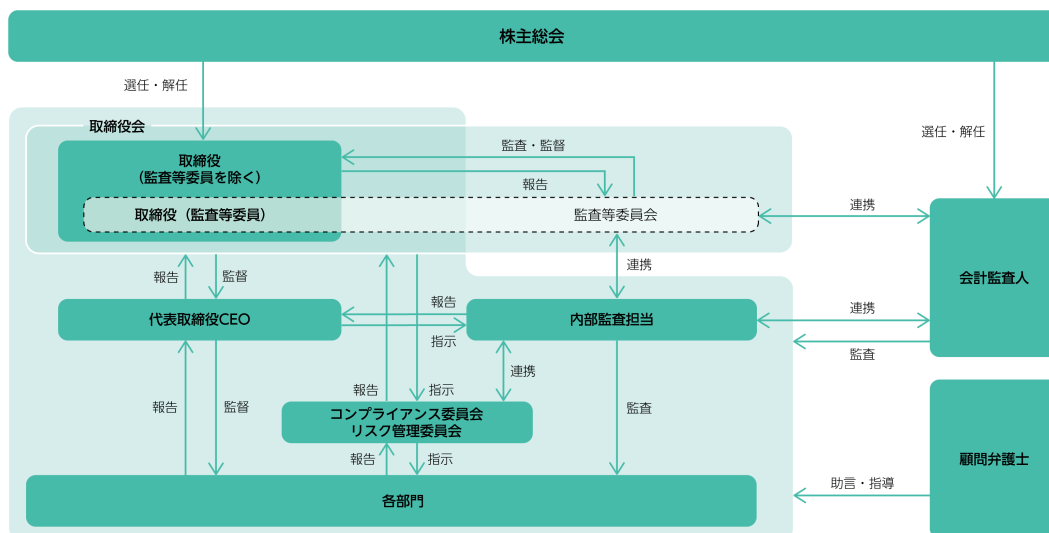 株主総会
選任・解任
選任・解任
取締役会
取締役
（監査等委員を除く）
監査・監督
報告
取締役（監査等委員）
監査等委員会
連携
会計監査人
報告
監督
連携
代表取締役CEO
報告
指示
内部監査担当
連携
監査
報告
監督
報告
指示
連携
監査
コンプライアンス委員会
リスク管理委員会
報告
指示
各部門
顧問弁護士
助言・指導